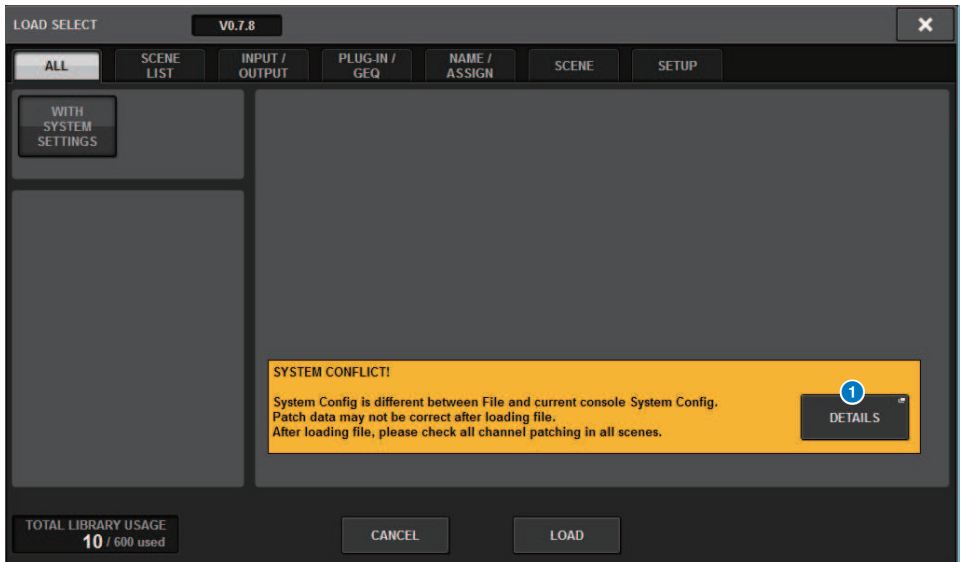 LOAD SELECT
V0.7.8
ALL
SCENE
LIST
INPUT /
OUTPUT
PLUG-IN /
GEQ
NAME /
ASSIGN
SCENE
SETUP
WITH
SYSTEM
SETTINGS
SYSTEM CONFLICT!
System Config is different between File and current console System Config.
Patch data may not be correct after loading file.
After loading file, please check all channel patching in all scenes.
1
DETAILS
TOTAL LIBRARY USAGE
10 / 600 used
CANCEL
LOAD